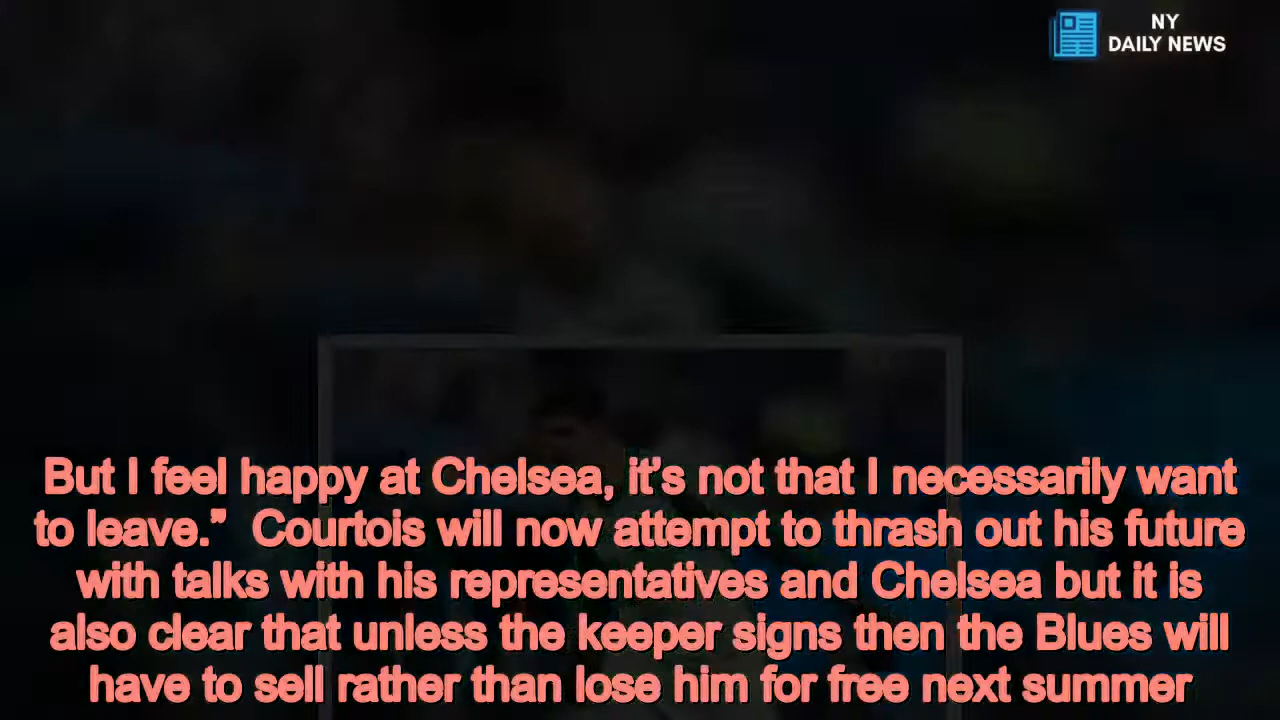 NY
DAILY NEWS
But I feel happy at Chelsea, it's not that I necessarily want
to leave.”  Courtois will now attempt to thrash out his future
with talks with his representatives and Chelsea but it is
also clear that unless the keeper signs then the Blues will
have to sell rather than lose him for free next summer